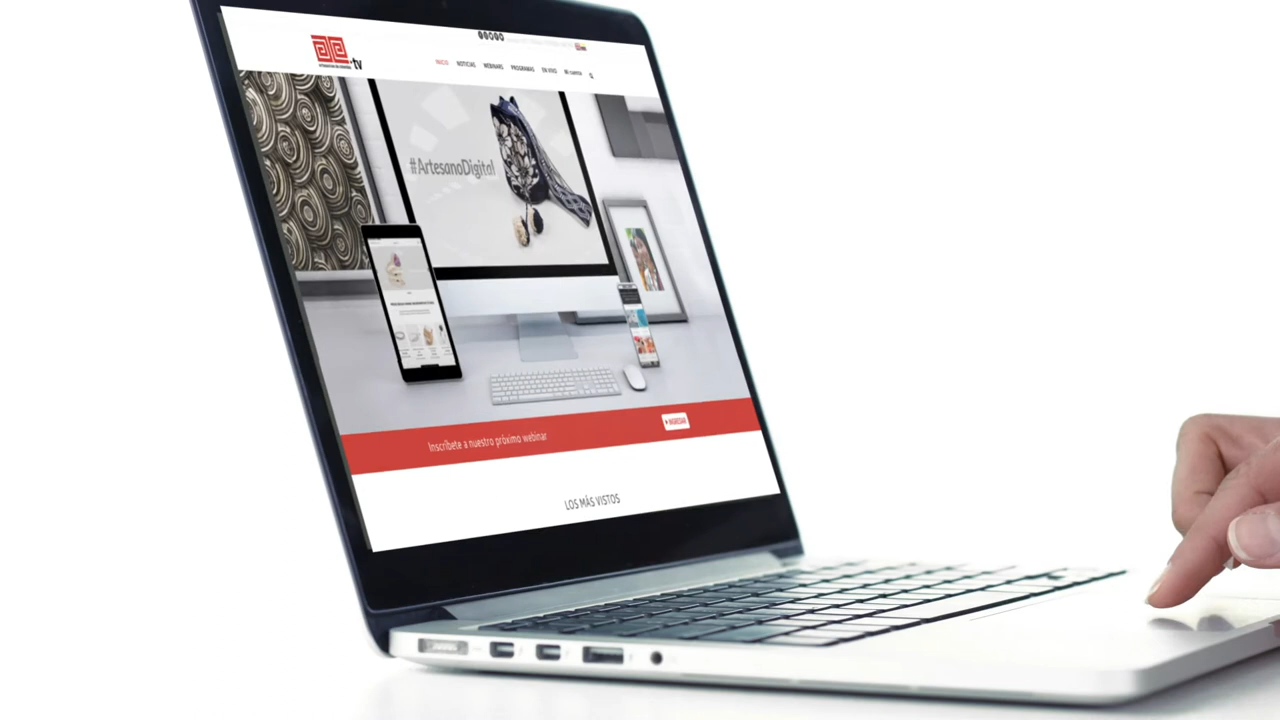 .tv
INICIO NOTICIAS WEBINARS PROGRAMAS EN VIVO Mi cuenta
#ArtesanoDigital
Inscríbete a nuestro próximo webinar
INGRESAR
LOS MÁS VISTOS